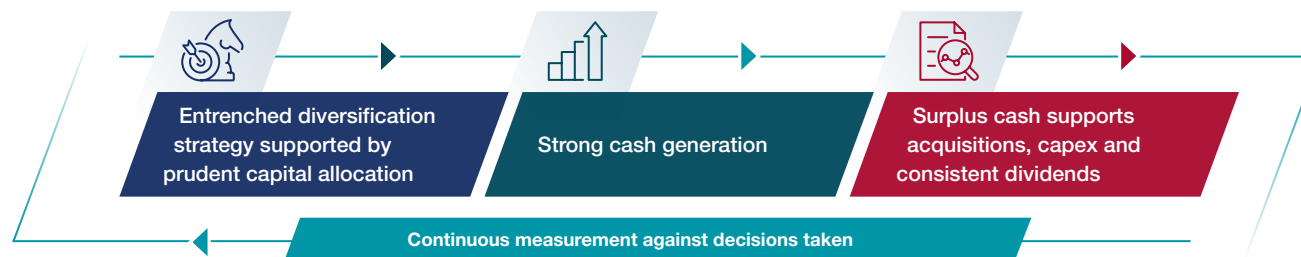 Entrenched diversification
strategy supported by
prudent capital allocation
Strong cash generation
Surplus cash supports
acquisitions, capex and
consistent dividends
Continuous measurement against decisions taken